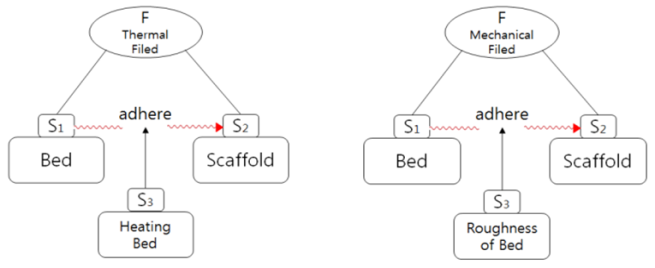 F
Thermal
Filed
S1
adhere
S2
Bed
Scaffold
S3
Heating
Bed
F
Mechanical
Filed
S1
adhere
S2
Bed
Scaffold
S3
Roughness
of Bed